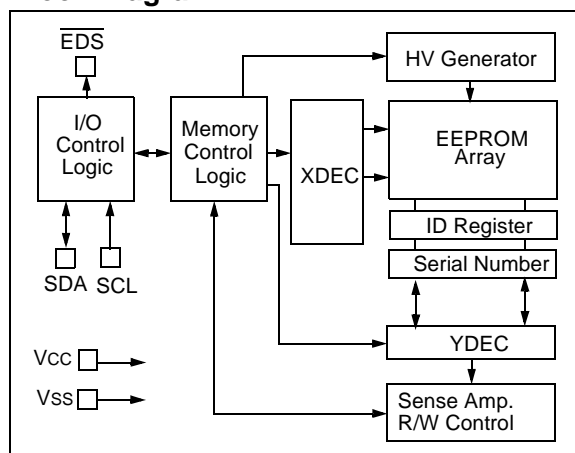 EDS
HV Generator
I/O
Control
Logic
Memory
Control
Logic
XDEC
EEPROM
Array
ID Register
Serial Number
SDA
SCL
VCC
VSS
YDEC
Sense Amp.
R/W Control